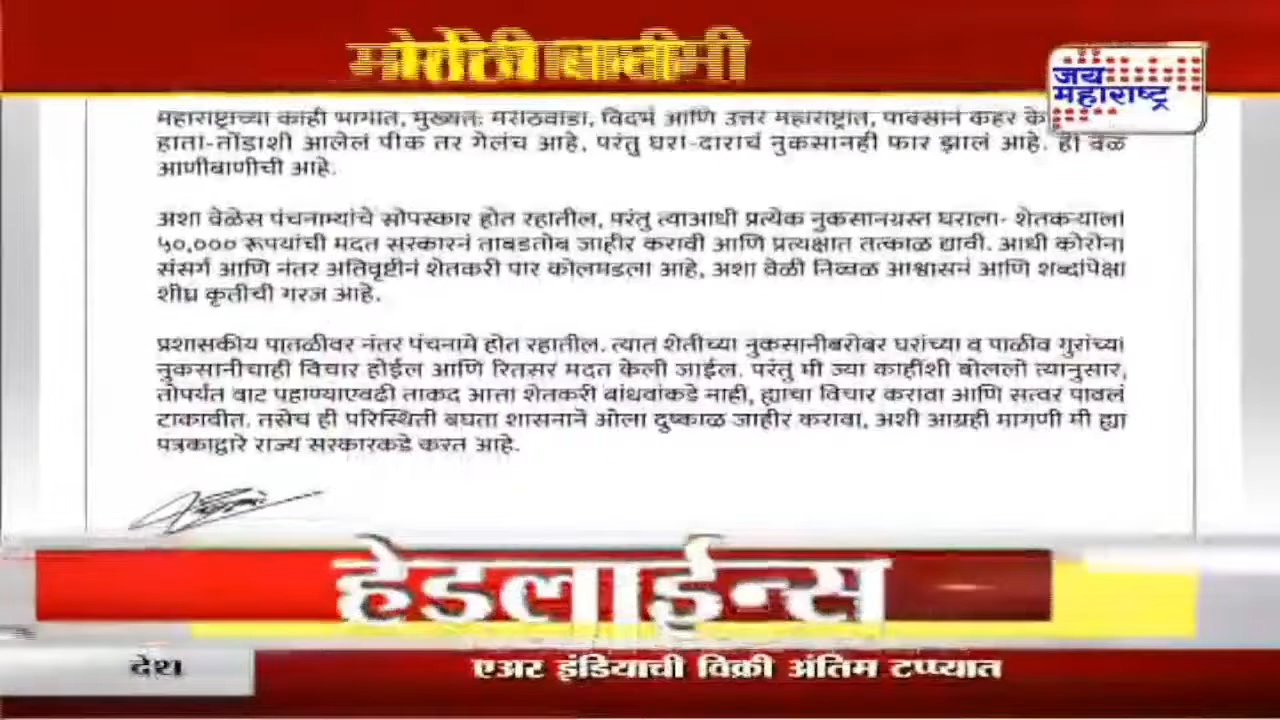 जय
महाराष्ट्र
महाराष्ट्राच्या काही भागात, मुख्यतः मराठवाडा, विदर्भ आणि उत्तर महाराष्ट्रात, पावसानं कहर
हाता-तोंडाशी आलेलं पीक तर गेलंच आहे, परंतु घरा-दाराचं नुकसानही फार झालं आहे. ही वेळ
आणीबाणीची आहे.
अशा वेळेस पंचनाम्यांचे सोपस्कार होत रहातील, परंतु त्याआधी प्रत्येक नुकसानग्रस्त घराला- शेतकऱ्याला
५०,००० रूपयांची मदत सरकारनं ताबडतोब जाहीर करावी आणि प्रत्यक्षात तत्काळ द्यावी. आधी कोरोना
संसर्ग आणि नंतर अतिवृष्टीनं शेतकरी पार कोलमडला आहे, अशा वेळी निव्वळ आश्वासनं आणि शब्दांपेक्षा
शीघ्र कृतीची गरज आहे.
प्रशासकीय पातळीवर नंतर पंचनामे होत रहातील. त्यात शेतीच्या नुकसानीबरोबर घरांच्या व पाळीव गुरांच्या
नुकसानीचाही विचार होईल आणि रितसर मदत केली जाईल. परंतु मी ज्या काहींशी बोललो त्यानुसार,
तोपर्यंत वाट पहाण्याएवढी ताकद आता शेतकरी बांधवांकडे नाही, ह्याचा विचार करावा आणि सत्वर पावलं
टाकावीत. तसेच ही परिस्थिती बघता शासनाने ओला दुष्काळ जाहीर करावा, अशी आग्रही मागणी मी ह्या
पत्रकाद्वारे राज्य सरकारकडे करत आहे.
हेडलाईन्स
देश
एअर इंडियाची विक्री अंतिम टप्प्यात